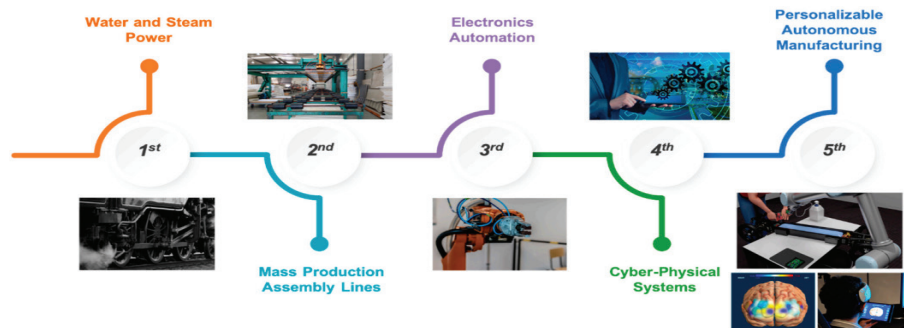 Water and Steam
Power
Electronics
Automation
Personalizable
Autonomous
Manufacturing
1st
2nd
3rd
4th
5th
Mass Production
Assembly Lines
Cyber-Physical
Systems